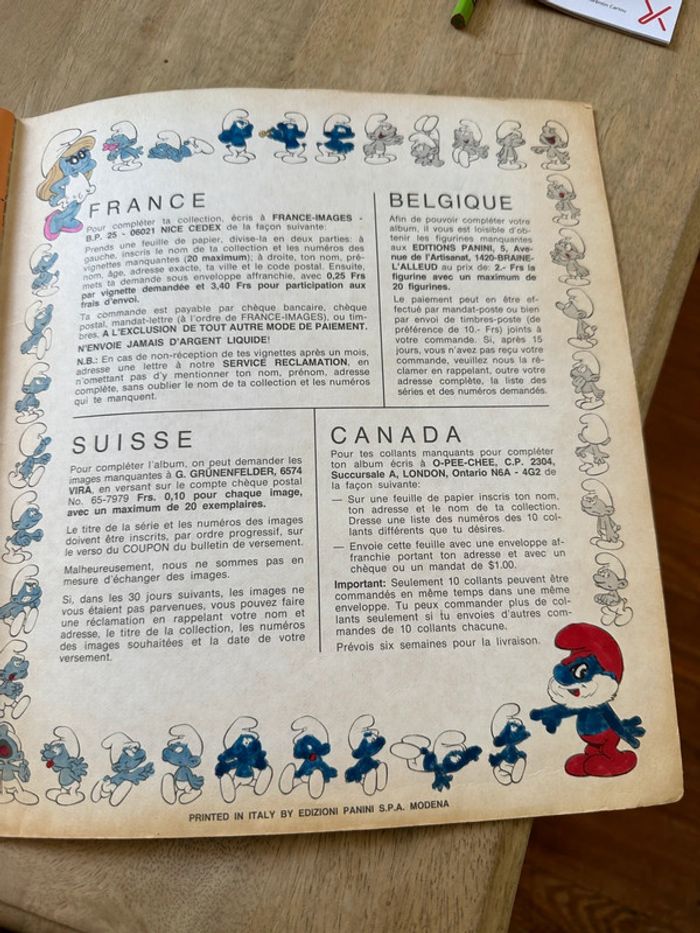 FRANCE
Pour compléter ta collection, écris à FRANCE-IMAGES -
B.P. 25 - 06021 NICE CEDEX de la façon suivante:
Prends une feuille de papier, divise-la en deux parties: à
gauche, inscris le nom de ta collection et les numéros des
vignettes manquantes (20 maximum); à droite, ton nom, pré-
nom, âge, adresse exacte, ta ville et le code postal. Ensuite,
mets ta demande sous enveloppe affranchie, avec 0,25 Frs
par vignette demandée et 3,40 Frs pour participation aux
frais d'envoi.
Ta commande est payable par chèque bancaire, chèque
postal, mandat-lettre (à l'ordre de FRANCE-IMAGES), ou tim-
bres, A L'EXCLUSION DE TOUT AUTRE MODE DE PAIEMENT.
N'ENVOIE JAMAIS D'ARGENT LIQUIDE!
N.B.: En cas de non-réception de tes vignettes après un mois,
adresse une lettre à notre SERVICE RECLAMATION, en
n'omettant pas d'y mentionner ton nom, prénom, adresse
complète, sans oublier le nom de ta collection et les numéros
qui te manquent.
BELGIQUE
Afin de pouvoir compléter votre
album, il vous est loisible d'ob-
tenir les figurines manquantes
aux EDITIONS PANINI, 5, Ave-
nue de l'Artisanat, 1420-BRAINE-
L'ALLEUD au prix de: 2.- Frs la
figurine avec un maximum de
20 figurines.
Le paiement peut en être ef-
fectué par mandat-poste ou bien
par envoi de timbres-poste (de
préférence de 10.- Frs) joints à
votre commande. Si, après 15
jours, vous n'avez pas reçu votre
commande, veuillez nous la ré-
clamer en rappelant, outre votre
adresse complète, la liste des
séries et des numéros demandés.
SUISSE
Pour compléter l'album, on peut demander les
images manquantes à G. GRÜNENFELDER, 6574
VIRA, en versant sur le compte chèque postal
No. 65-7979 Frs. 0,10 pour chaque image,
avec un maximum de 20 exemplaires.
Le titre de la série et les numéros des images
doivent être inscrits, par ordre progressif, sur
le verso du COUPON du bulletin de versement.
Malheureusement, nous ne sommes pas en
mesure d'échanger des images.
Si, dans les 30 jours suivants, les images ne
vous étaient pas parvenues, vous pouvez faire
une réclamation en rappelant votre nom et
adresse, le titre de la collection, les numéros
des images souhaitées et la date de votre
versement.
CANADA
Pour tes collants manquants pour compléter
ton album écris à O-PEE-CHEE, C.P. 2304,
Succursale A, LONDON, Ontario N6A - 4G2 de
la façon suivante:
— Sur une feuille de papier inscris ton nom,
ton adresse et le nom de ta collection.
Dresse une liste des numéros des 10 col-
lants différents que tu désires.
— Envoie cette feuille avec une enveloppe af-
franchie portant ton adresse et avec un
chèque ou un mandat de $1.00.
Important: Seulement 10 collants peuvent être
commandés en même temps dans une même
enveloppe. Tu peux commander plus de col-
lants seulement si tu envoies d'autres com-
mandes de 10 collants chacune.
Prévois six semaines pour la livraison.
PRINTED IN ITALY BY EDIZIONI PANINI S.P.A. MODENA